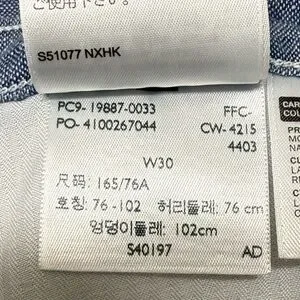 ご使用下さい
S51077 NXHK
PC9- 19887-0033 FFC-
PO- 4100267044 CW- 4215
4403
W30
尺码: 165/76A
호칭: 76 -102 허리둘레: 76 cm
엉덩이둘레: 102cm
S40197 AD
CAR
COL